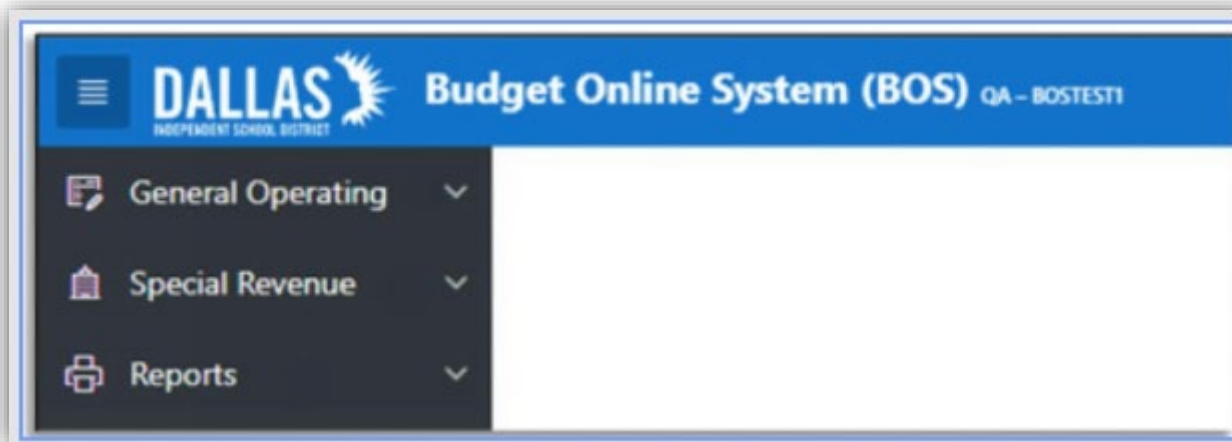 DALLAS
INDEPENDENT SCHOOL DISTRICT
Budget Online System (BOS) QA – BOSTEST1
General Operating
Special Revenue
Reports